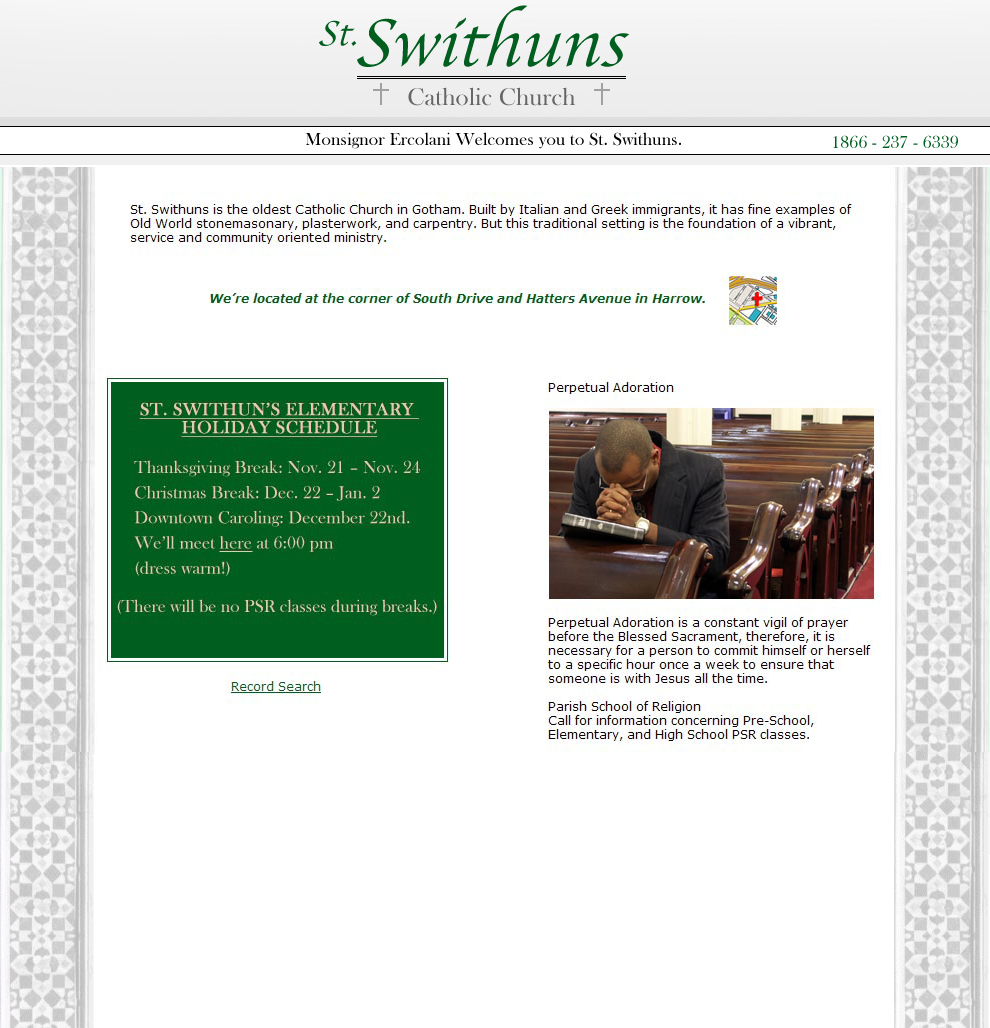 St. Swithuns
Catholic Church
Monsignor Ercolani Welcomes you to St. Swithuns.
1866 - 237 - 6339
St. Swithuns is the oldest Catholic Church in Gotham. Built by Italian and Greek immigrants, it has fine examples of
Old World stonemasonary, plasterwork, and carpentry. But this traditional setting is the foundation of a vibrant,
service and community oriented ministry.
We're located at the corner of South Drive and Hatters Avenue in Harrow.
ST. SWITHUN'S ELEMENTARY
HOLIDAY SCHEDULE
Thanksgiving Break: Nov. 21 – Nov. 24
Christmas Break: Dec. 22 – Jan. 2
Downtown Caroling: December 22nd.
We'll meet here at 6:00 pm
(dress warm!)
(There will be no PSR classes during breaks.)
Record Search
Perpetual Adoration
Perpetual Adoration is a constant vigil of prayer
before the Blessed Sacrament, therefore, it is
necessary for a person to commit himself or herself
to a specific hour once a week to ensure that
someone is with Jesus all the time.
Parish School of Religion
Call for information concerning Pre-School,
Elementary, and High School PSR classes.